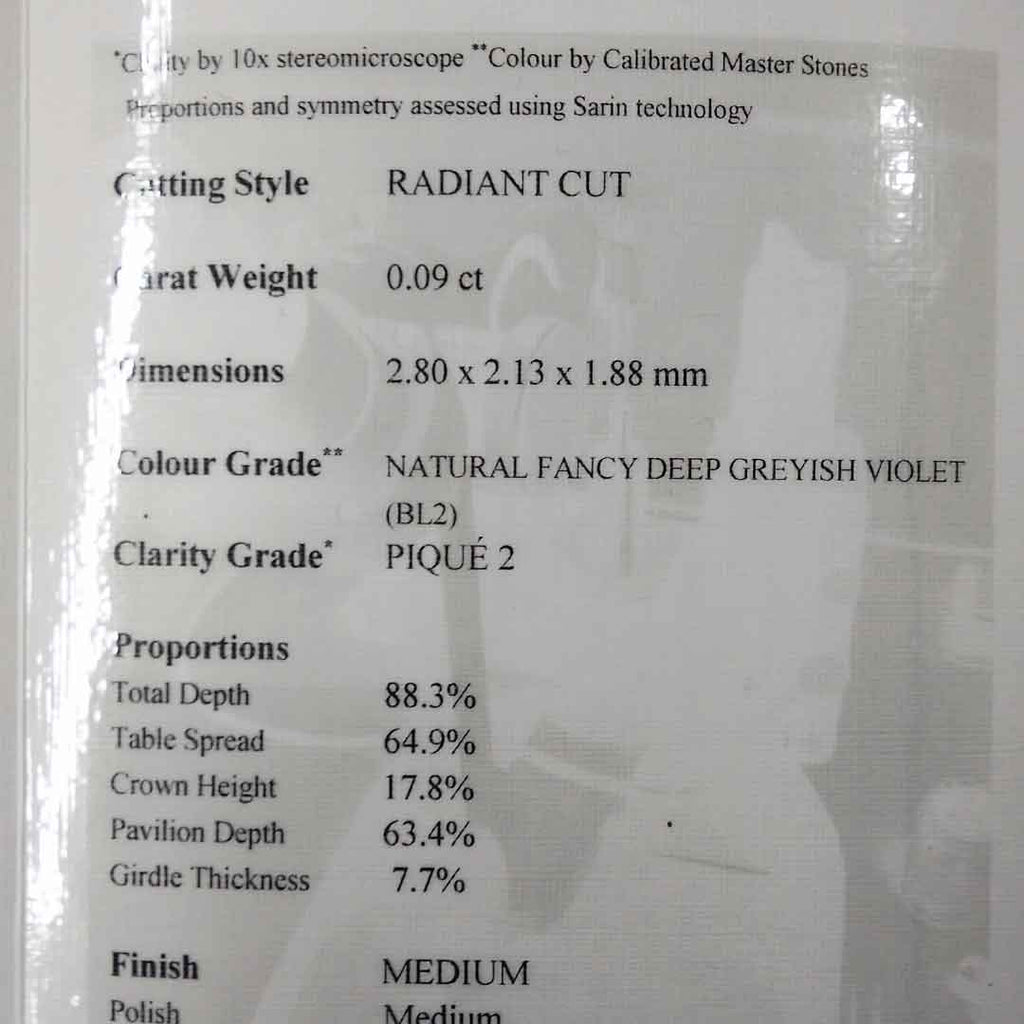 *Clarity by 10x stereomicroscope **Colour by Calibrated Master Stones
Proportions and symmetry assessed using Sarin technology
Cutting Style RADIANT CUT
Carat Weight 0.09 ct
Dimensions 2.80 x 2.13 x 1.88 mm
Colour Grade** NATURAL FANCY DEEP GREYISH VIOLET
(BL2)
Clarity Grade* PIQUÉ 2
Proportions
Total Depth 88.3%
Table Spread 64.9%
Crown Height 17.8%
Pavilion Depth 63.4%
Girdle Thickness 7.7%
Finish MEDIUM
Polish Medium